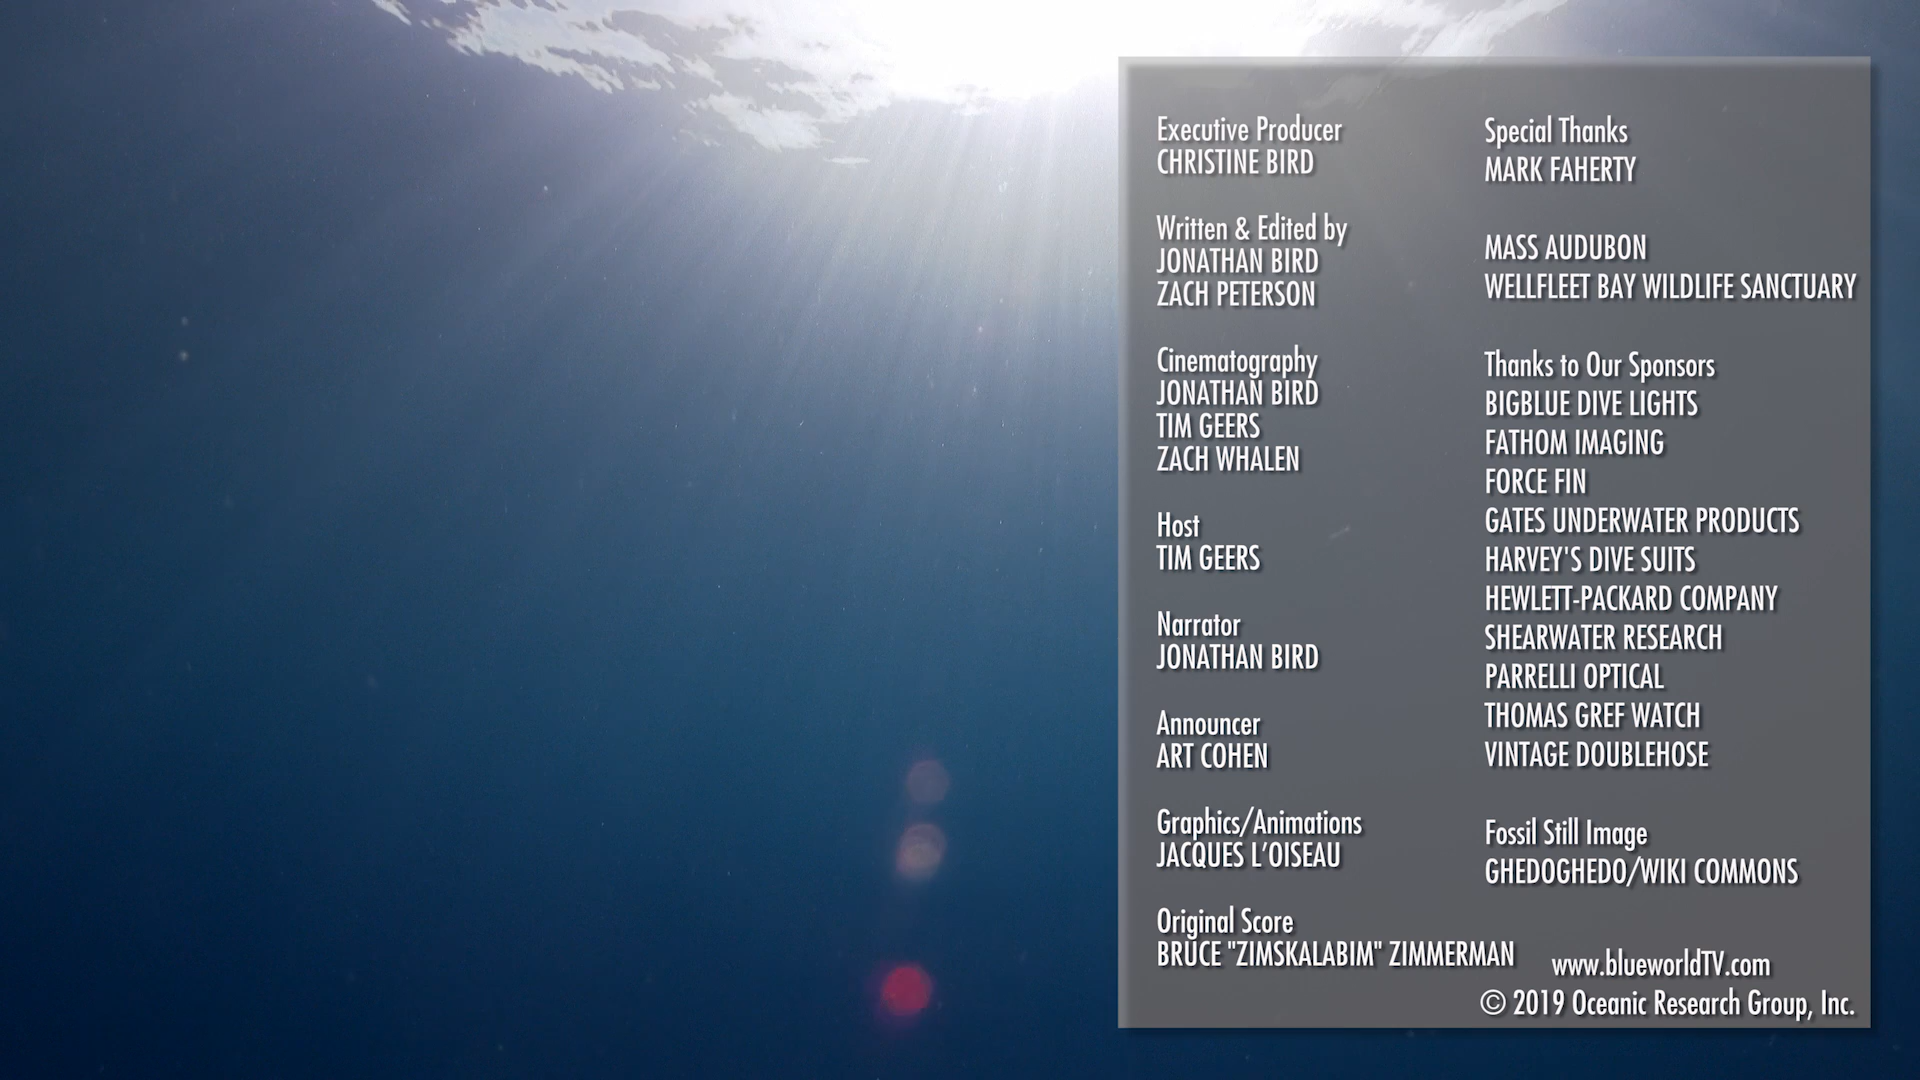 Executive Producer
CHRISTINE BIRD
Written & Edited by
JONATHAN BIRD
ZACH PETERSON
Cinematography
JONATHAN BIRD
TIM GEERS
ZACH WHALEN
Host
TIM GEERS
Narrator
JONATHAN BIRD
Announcer
ART COHEN
Graphics/Animations
JACQUES L’OISEAU
Original Score
BRUCE "ZIMSKALABIM" ZIMMERMAN
Special Thanks
MARK FAHERTY
MASS AUDUBON
WELLFLEET BAY WILDLIFE SANCTUARY
Thanks to Our Sponsors
BIGBLUE DIVE LIGHTS
FATHOM IMAGING
FORCE FIN
GATES UNDERWATER PRODUCTS
HARVEY'S DIVE SUITS
HEWLETT-PACKARD COMPANY
SHEARWATER RESEARCH
PARRELLI OPTICAL
THOMAS GREF WATCH
VINTAGE DOUBLEHOSE
Fossil Still Image
GHEDOGHEDO/WIKI COMMONS
www.blueworldTV.com
© 2019 Oceanic Research Group, Inc.